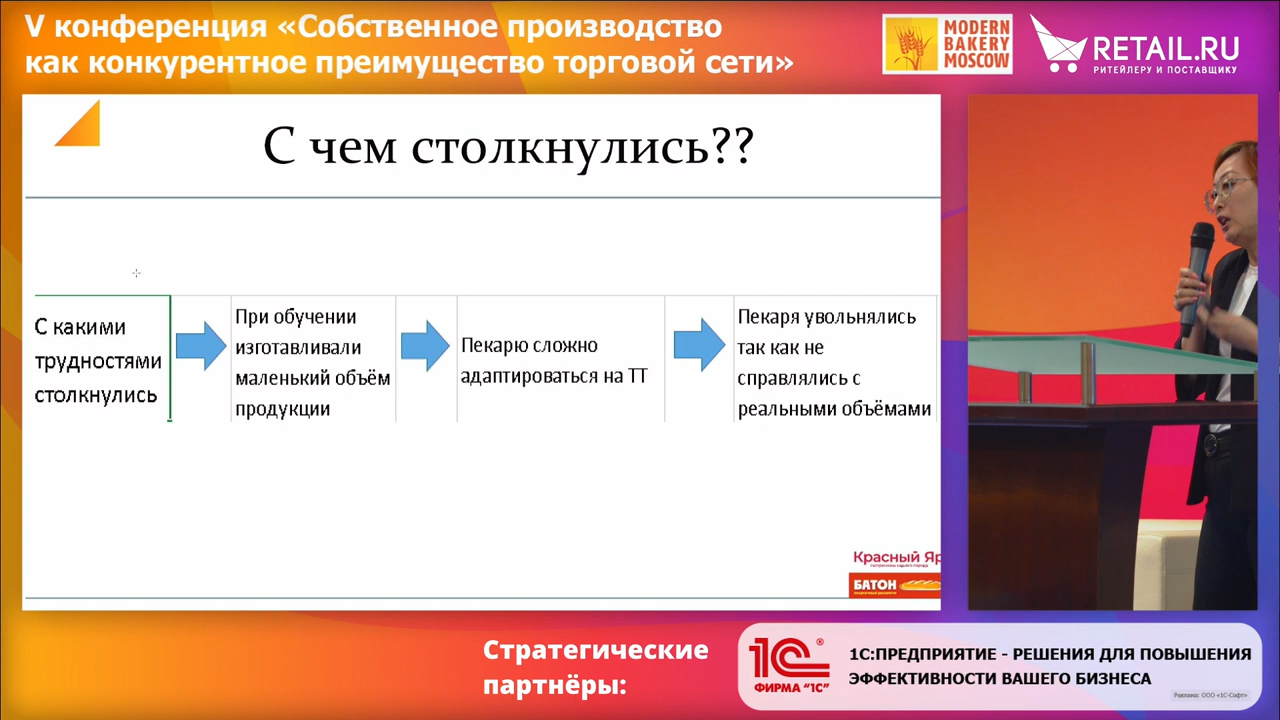 V конференция «Собственное производство
как конкурентное преимущество торговой сети»
MODERN
BAKERY
MOSCOW
RETAIL.RU
РИТЕЙЛЕРУ И ПОСТАВЩИКУ
С чем столкнулись??
С какими
трудностями
столкнулись
При обучении
изготавливали
маленький объём
продукции
Пекарю сложно
адаптироваться на ТТ
Пекаря увольнялись
так как не
справлялись с
реальными объёмами
Красный Яр
БАТОН
Стратегические
партнёры:
1С
®
ФИРМА "1С"
1С:ПРЕДПРИЯТИЕ - РЕШЕНИЯ ДЛЯ ПОВЫШЕНИЯ
ЭФФЕКТИВНОСТИ ВАШЕГО БИЗНЕСА
Реклама: ООО «1С-Софт»